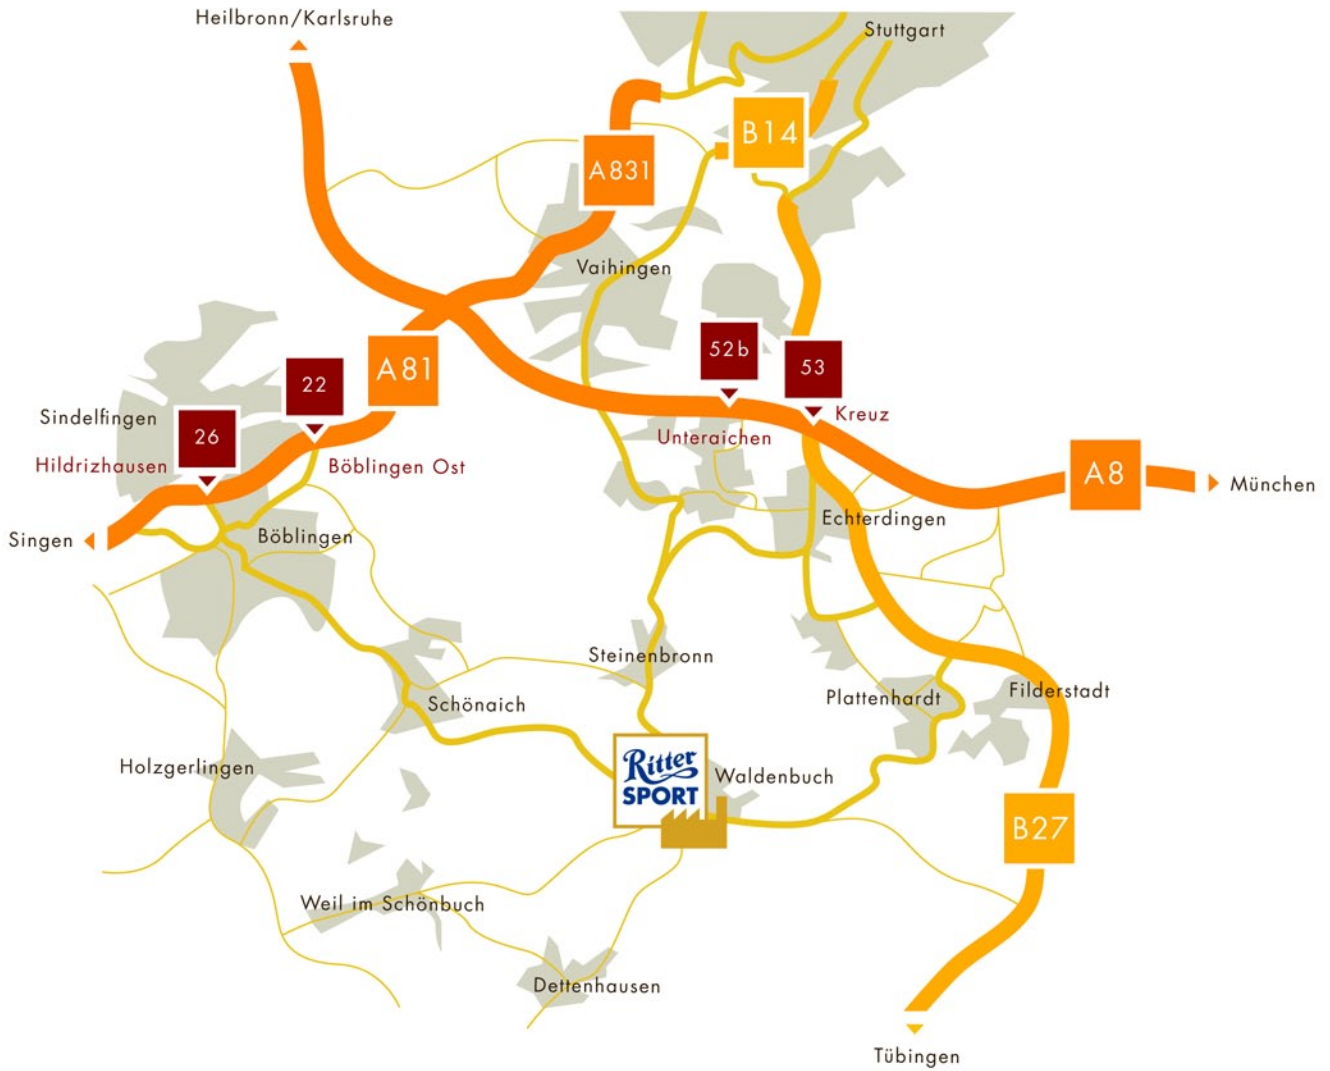 Heilbronn/Karlsruhe
Stuttgart
B14
A831
Vaihingen
52b
53
22
A81
Kreuz
Sindelfingen
26
Unteraichen
Hildrizhausen
Böblingen Ost
A8
München
Echterdingen
Singen
Böblingen
Steinenbronn
Filderstadt
Plattenhardt
Schönaich
Ritter
SPORT
Holzgerlingen
Waldenbuch
B27
Weil im Schönbuch
Dettenhausen
Tübingen